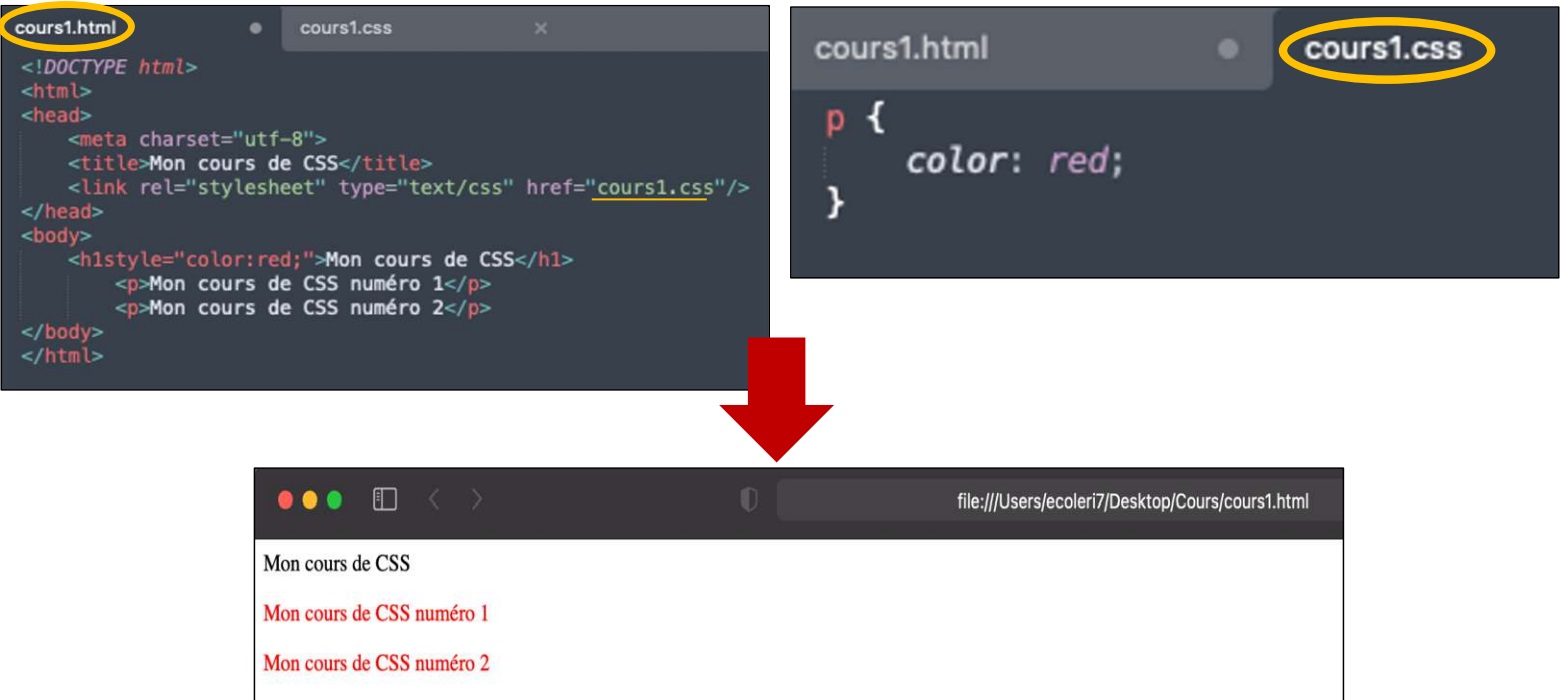 cours1.html cours1.css ×
<!DOCTYPE html>
<html>
<head>
<meta charset="utf-8">
<title>Mon cours de CSS</title>
<link rel="stylesheet" type="text/css" href="cours1.css"/>
</head>
<body>
<h1style="color:red;">Mon cours de CSS</h1>
<p>Mon cours de CSS numéro 1</p>
<p>Mon cours de CSS numéro 2</p>
</body>
</html>
cours1.html cours1.css
p {
color: red;
}
file:///Users/ecoleri7/Desktop/Cours/cours1.html
Mon cours de CSS
Mon cours de CSS numéro 1
Mon cours de CSS numéro 2